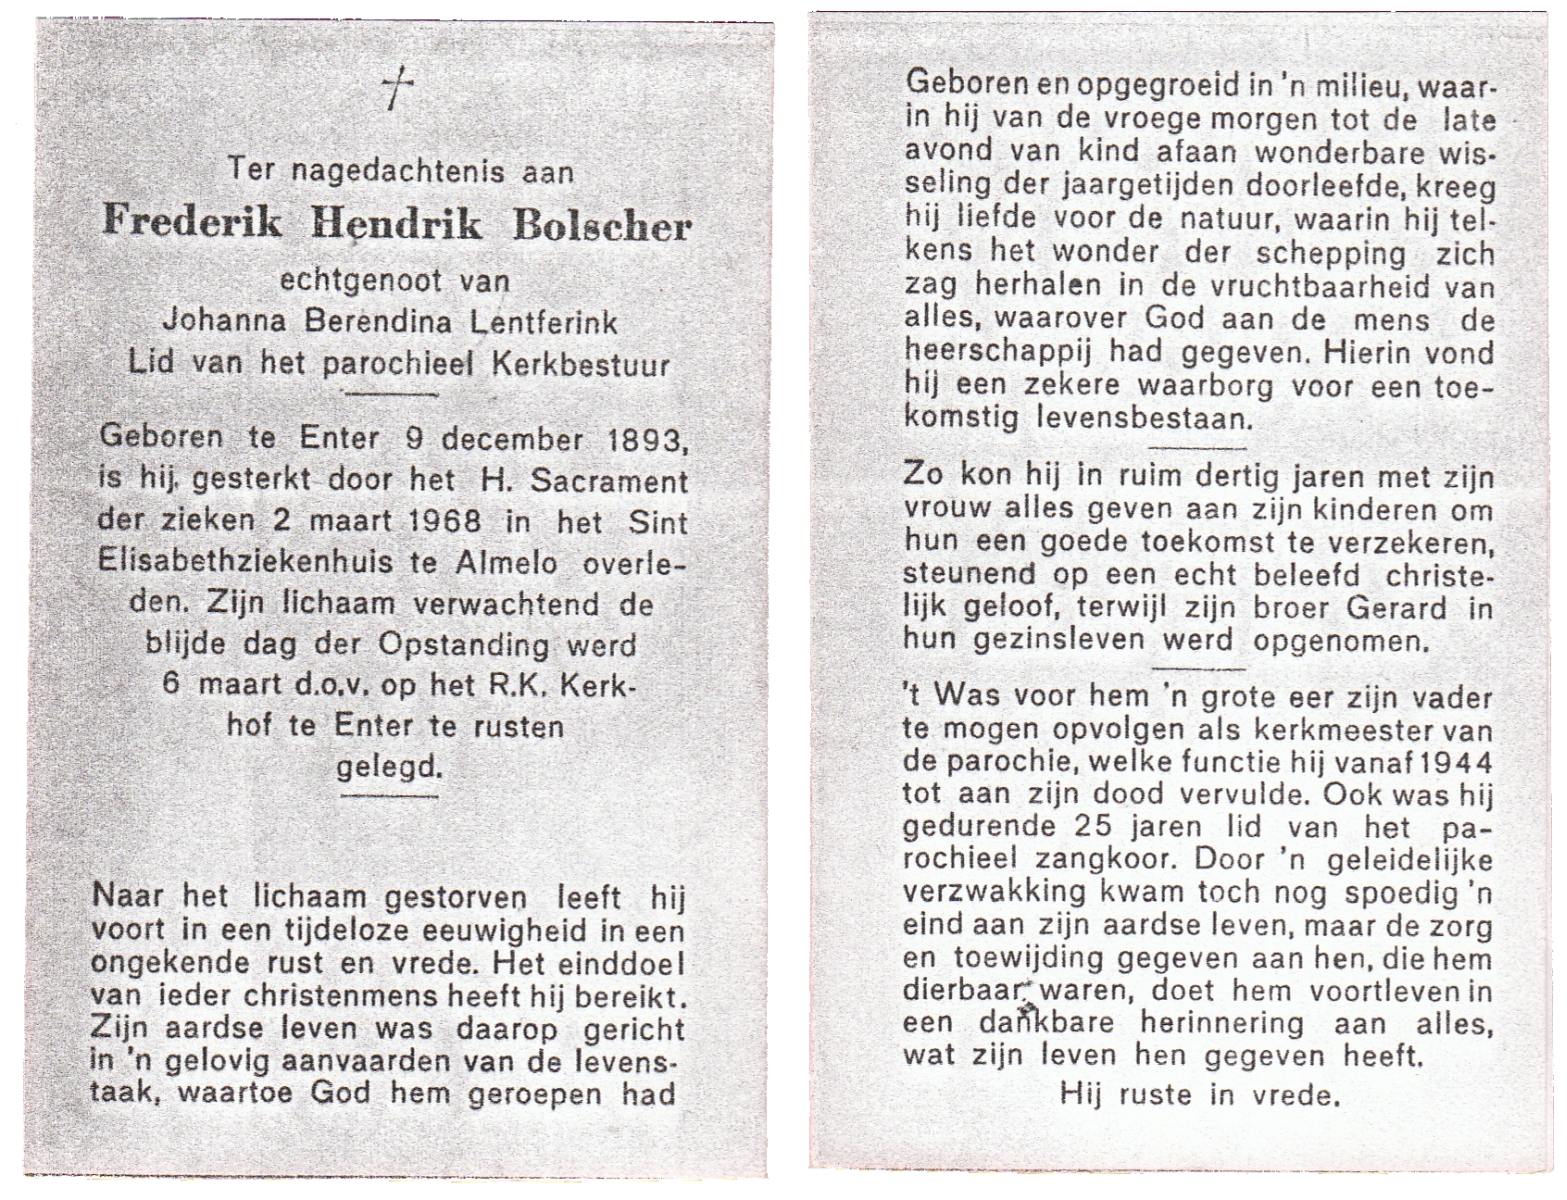 Ter nagedachtenis aan
Frederik Hendrik Bolscher
echtgenoot van
Johanna Berendina Lentferink
Lid van het parochieel Kerkbestuur
Geboren te Enter 9 december 1893,
is hij, gesterkt door het H. Sacrament
der zieken 2 maart 1968 in het Sint
Elisabethziekenhuis te Almelo overle-
den. Zijn lichaam verwachtend de
blijde dag der Opstanding werd
6 maart d.o.v. op het R.K. Kerk-
hof te Enter te rusten
gelegd.
Naar het lichaam gestorven leeft hij
voort in een tijdeloze eeuwigheid in een
ongekende rust en vrede. Het einddoel
van ieder christenmens heeft hij bereikt.
Zijn aardse leven was daarop gericht
in 'n gelovig aanvaarden van de levens-
taak, waartoe God hem geroepen had
Geboren en opgegroeid in 'n milieu, waar-
in hij van de vroege morgen tot de late
avond van kind afaan wonderbare wis-
seling der jaargetijden doorleefde, kreeg
hij liefde voor de natuur, waarin hij tel-
kens het wonder der schepping zich
zag herhalen in de vruchtbaarheid van
alles, waarover God aan de mens de
heerschappij had gegeven. Hierin vond
hij een zekere waarborg voor een toe-
komstig levensbestaan.
Zo kon hij in ruim dertig jaren met zijn
vrouw alles geven aan zijn kinderen om
hun een goede toekomst te verzekeren,
steunend op een echt beleefd christe-
lijk geloof, terwijl zijn broer Gerard in
hun gezinsleven werd opgenomen.
't Was voor hem 'n grote eer zijn vader
te mogen opvolgen als kerkmeester van
de parochie, welke functie hij vanaf 1944
tot aan zijn dood vervulde. Ook was hij
gedurende 25 jaren lid van het pa-
rochieel zangkoor. Door 'n geleidelijke
verzwakking kwam toch nog spoedig 'n
eind aan zijn aardse leven, maar de zorg
en toewijding gegeven aan hen, die hem
dierbaar waren, doet hem voortleven in
een dankbare herinnering aan alles,
wat zijn leven hen gegeven heeft.
Hij ruste in vrede.